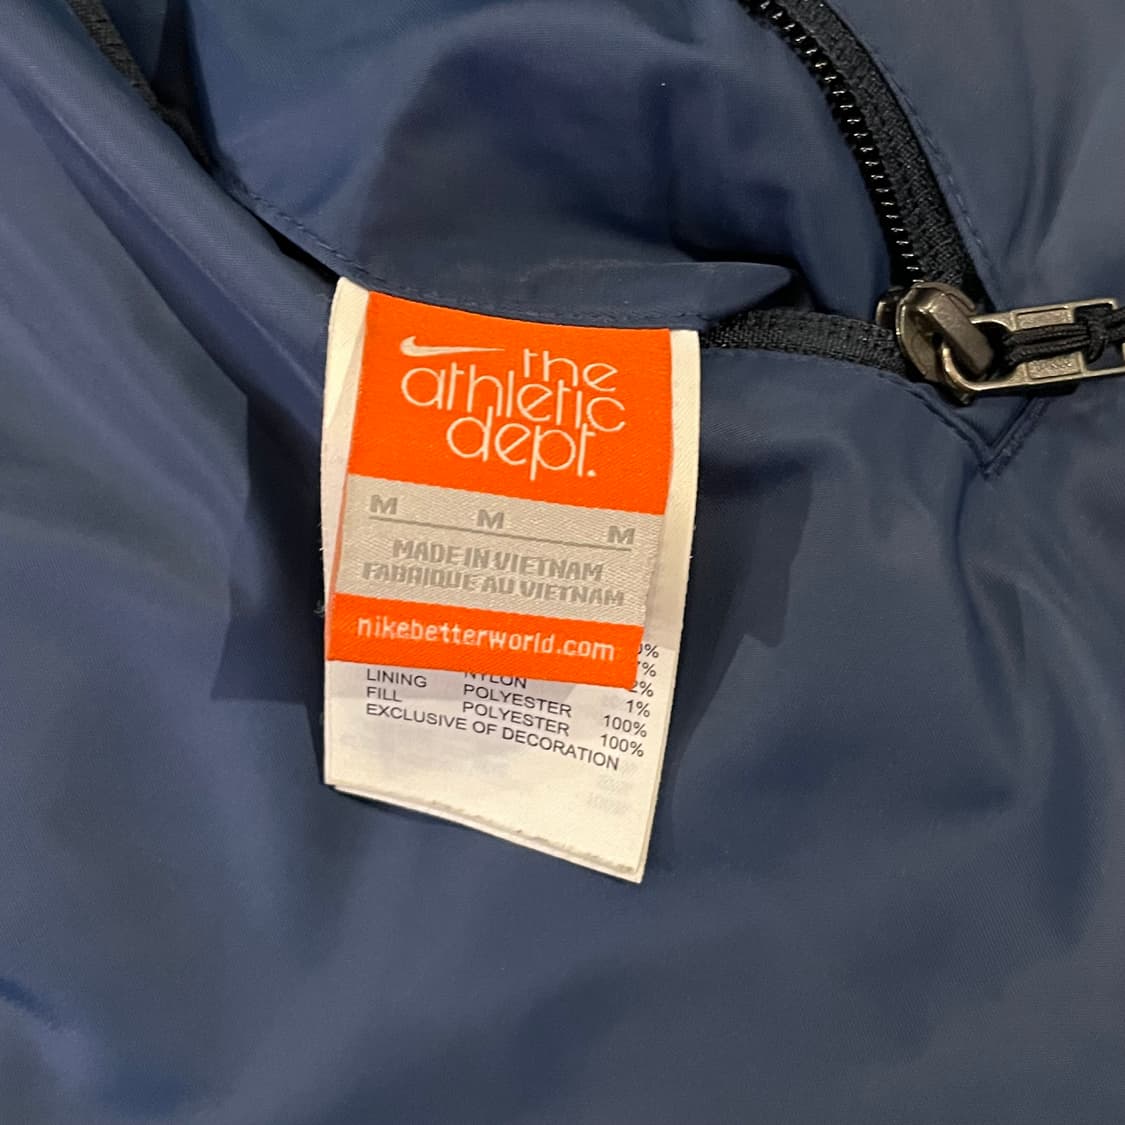 the
athletic
dept.
M M M
MADE IN VIETNAM
FABRIQUE AU VIETNAM
nikebetterworld.com
NYLON 1%
LINING POLYESTER 100%
FILL POLYESTER 100%
EXCLUSIVE OF DECORATION